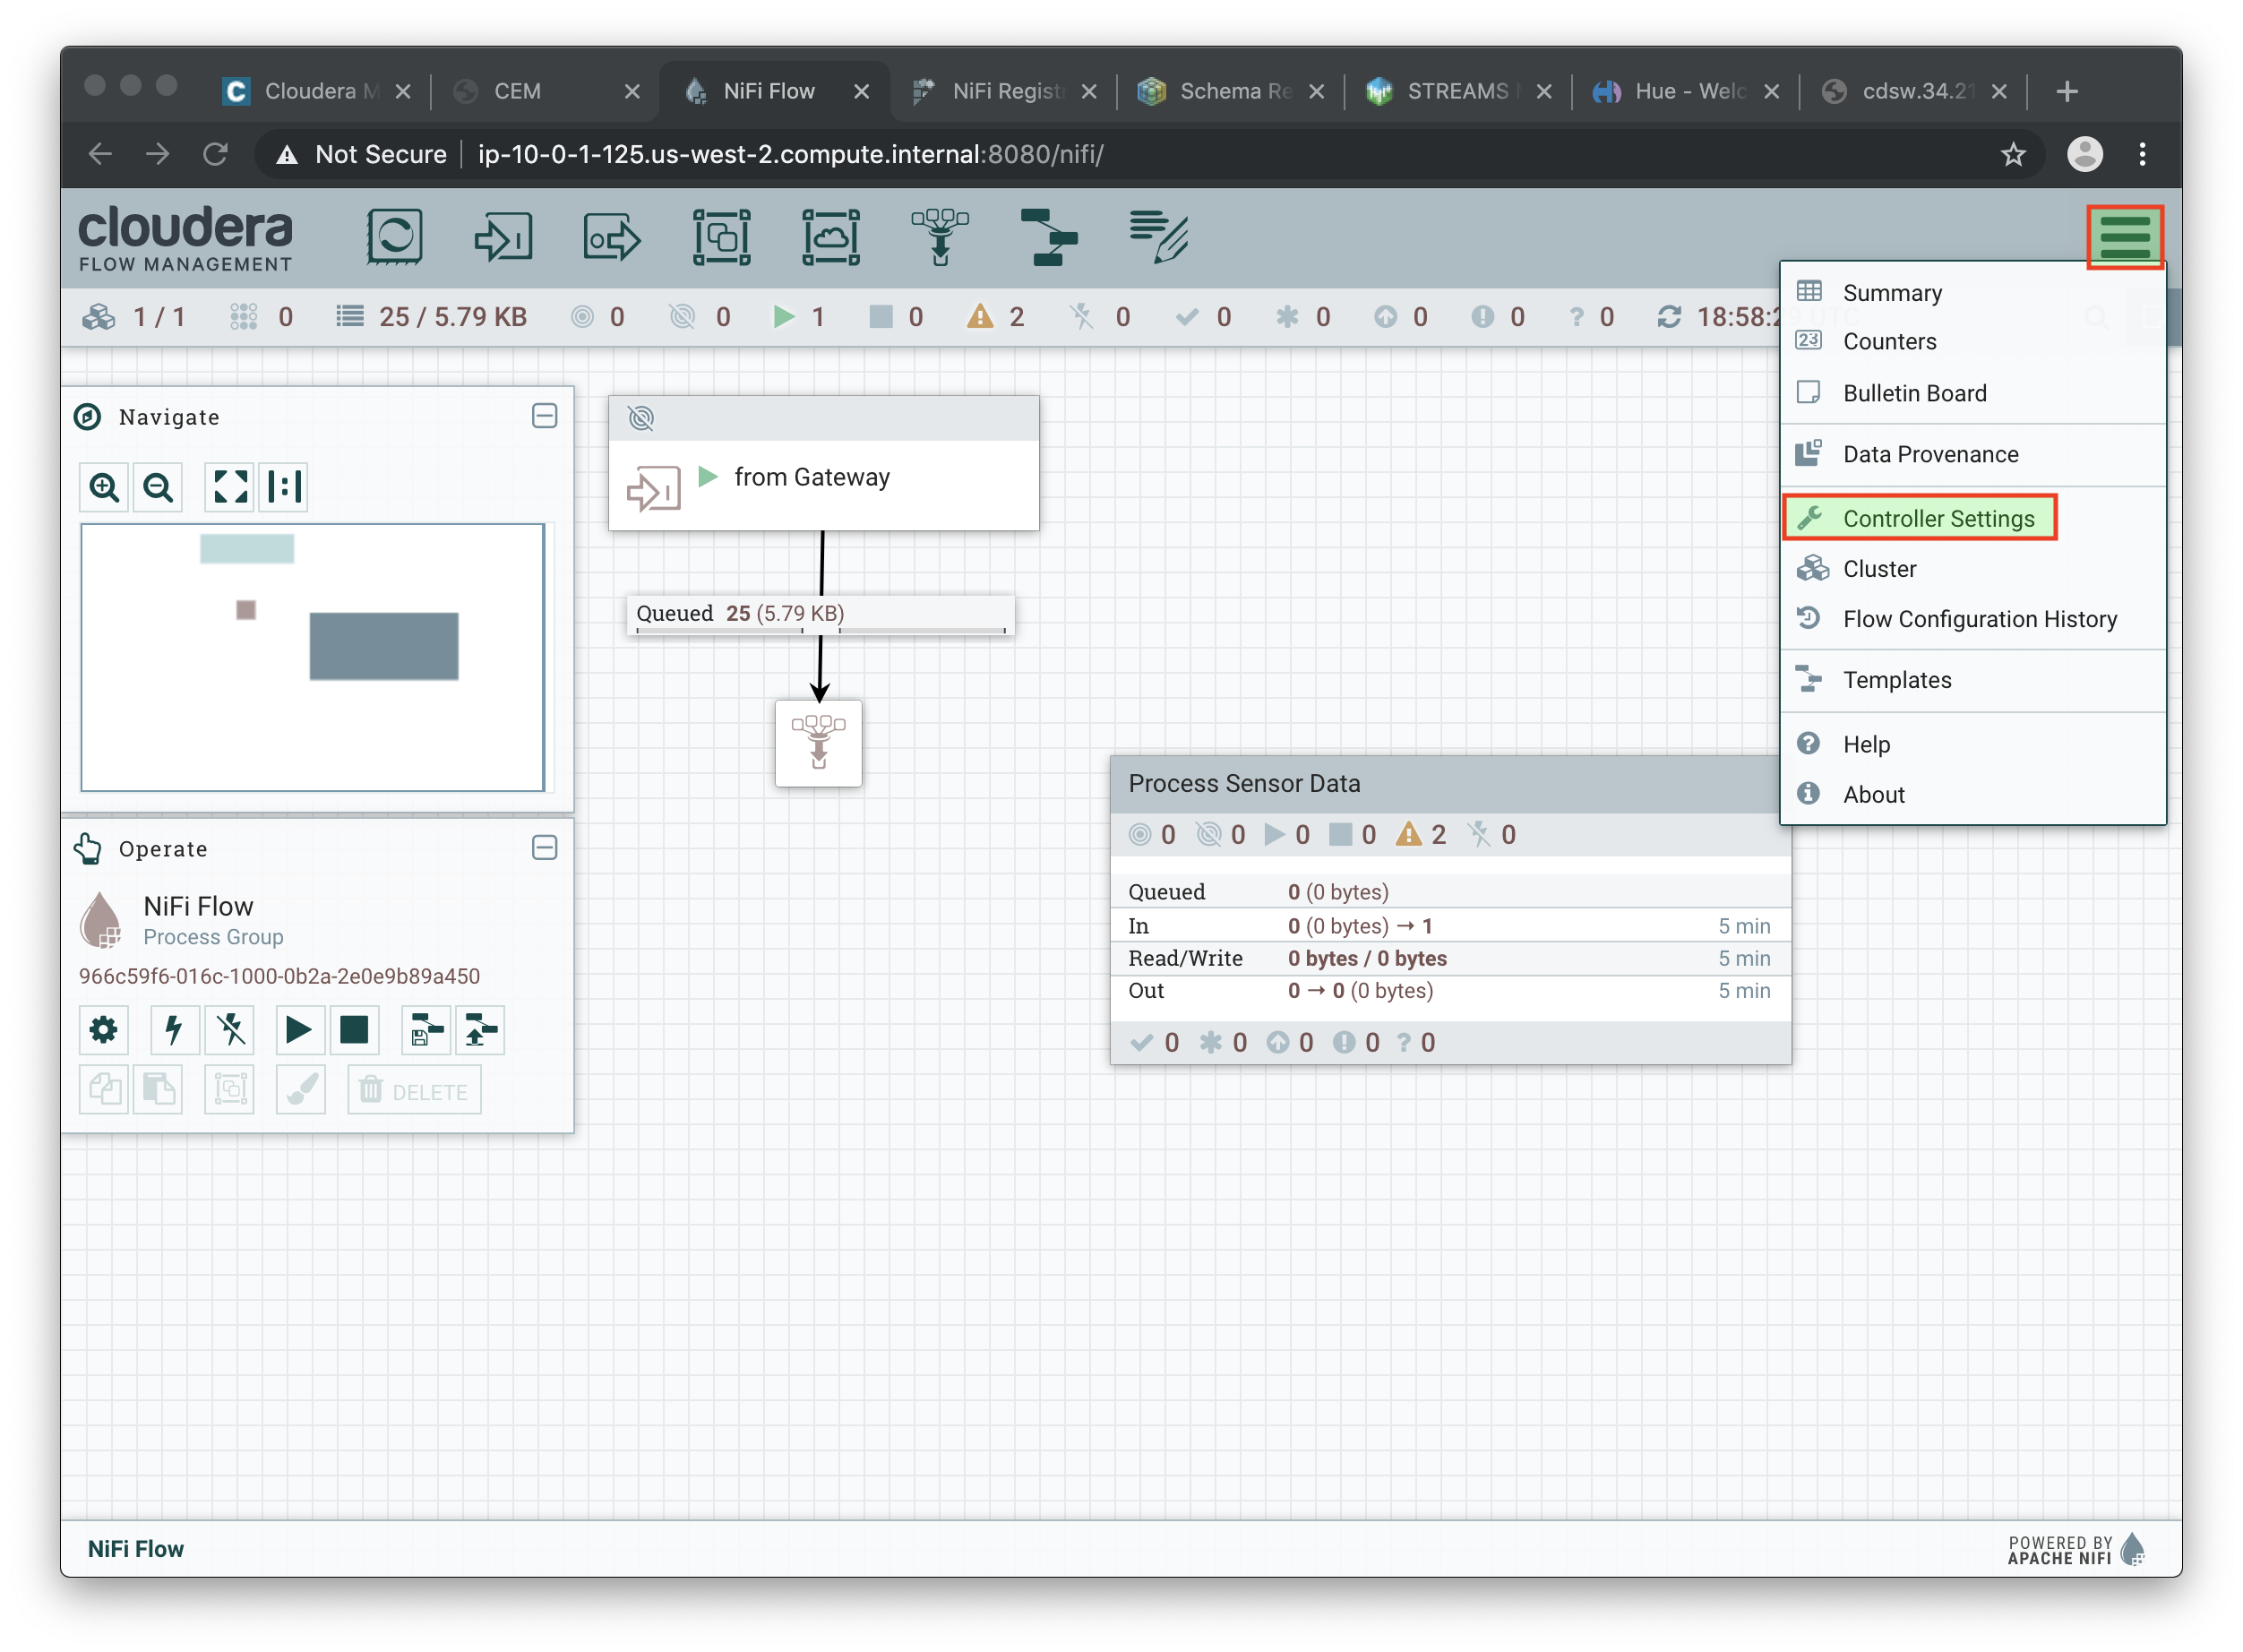 Cloudera M
CEM
NiFi Flow
NiFi Regist
Schema Re
STREAMS
Hue - Welc
cdsw.34.21
Not Secure
ip-10-0-1-125.us-west-2.compute.internal:8080/nifi/
cloudera
FLOW MANAGEMENT
1 / 1
0
25 / 5.79 KB
0
0
1
0
2
0
0
0
0
0
? 0
18:58:2
Summary
23
Counters
Bulletin Board
Data Provenance
Controller Settings
Cluster
Flow Configuration History
Templates
Help
About
Navigate
from Gateway
Queued 25 (5.79 KB)
Operate
NiFi Flow
Process Group
966c59f6-016c-1000-0b2a-2e0e9b89a450
DELETE
Process Sensor Data
0 0 0 0 2 0
Queued 0 (0 bytes)
In 0 (0 bytes) → 1 5 min
Read/Write 0 bytes / 0 bytes 5 min
Out 0 → 0 (0 bytes) 5 min
0 0 0 0 ? 0
NiFi Flow
POWERED BY
APACHE NIFI